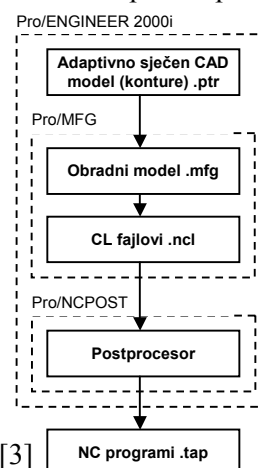 Pro/ENGINEER 2000i
Adaptivno sječen CAD
model (konture) .ptr
Pro/MFG
Obradni model .mfg
CL fajlovi .ncl
Pro/NCPOST
Postprocesor
[3]
NC programi .tap